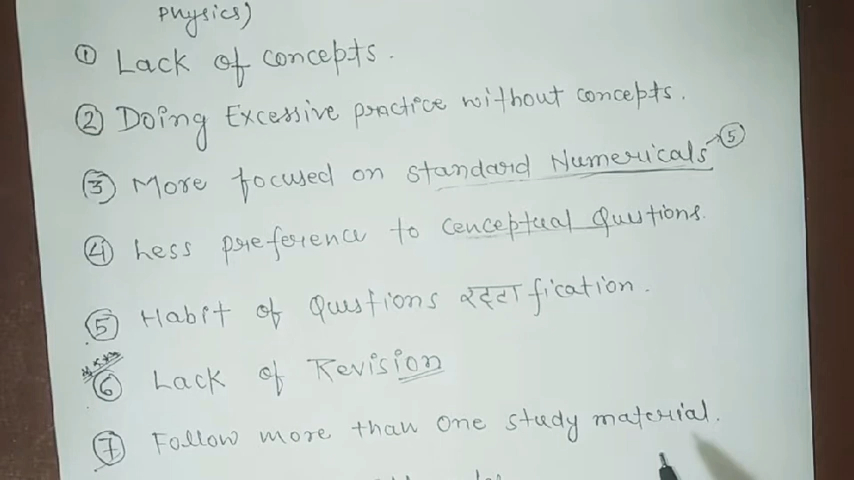 Physics)
① Lack of concepts.
② Doing Excessive practice without concepts.
③ More focused on standard Numericals → ⑤
④ Less preference to Conceptual Questions.
⑤ Habit of Questions रट्टाfication.
⑥ Lack of Revision
⑦ Follow more than one study material.